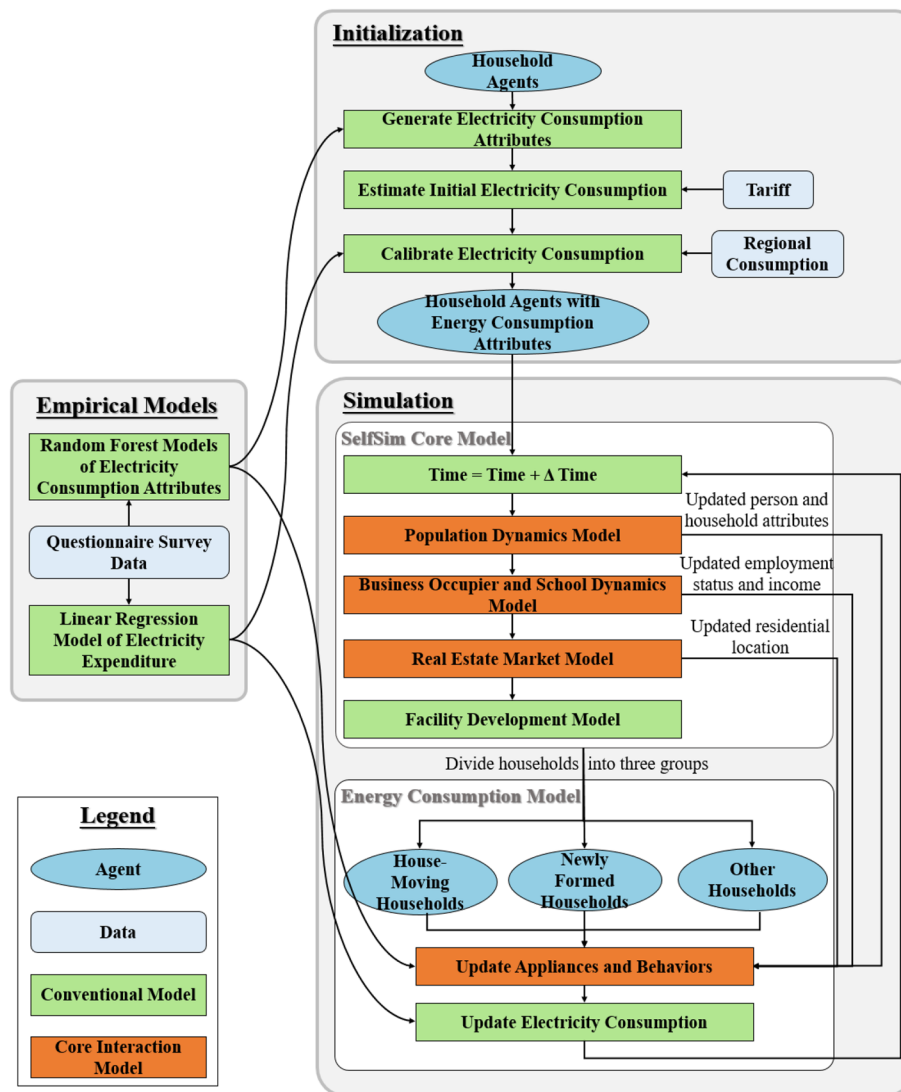 Initialization
Household
Agents
Generate Electricity Consumption
Attributes
Estimate Initial Electricity Consumption
Tariff
Calibrate Electricity Consumption
Regional
Consumption
Household Agents with
Energy Consumption
Attributes
Empirical Models
Random Forest Models
of Electricity
Consumption Attributes
Questionnaire Survey
Data
Linear Regression
Model of Electricity
Expenditure
Simulation
SelfSim Core Model
Time = Time + Δ Time
Updated person and
household attributes
Population Dynamics Model
Updated employment
status and income
Business Occupier and School Dynamics
Model
Updated residential
location
Real Estate Market Model
Facility Development Model
Divide households into three groups
Energy Consumption Model
House-
Moving
Households
Newly
Formed
Households
Other
Households
Update Appliances and Behaviors
Update Electricity Consumption
Legend
Agent
Data
Conventional Model
Core Interaction
Model